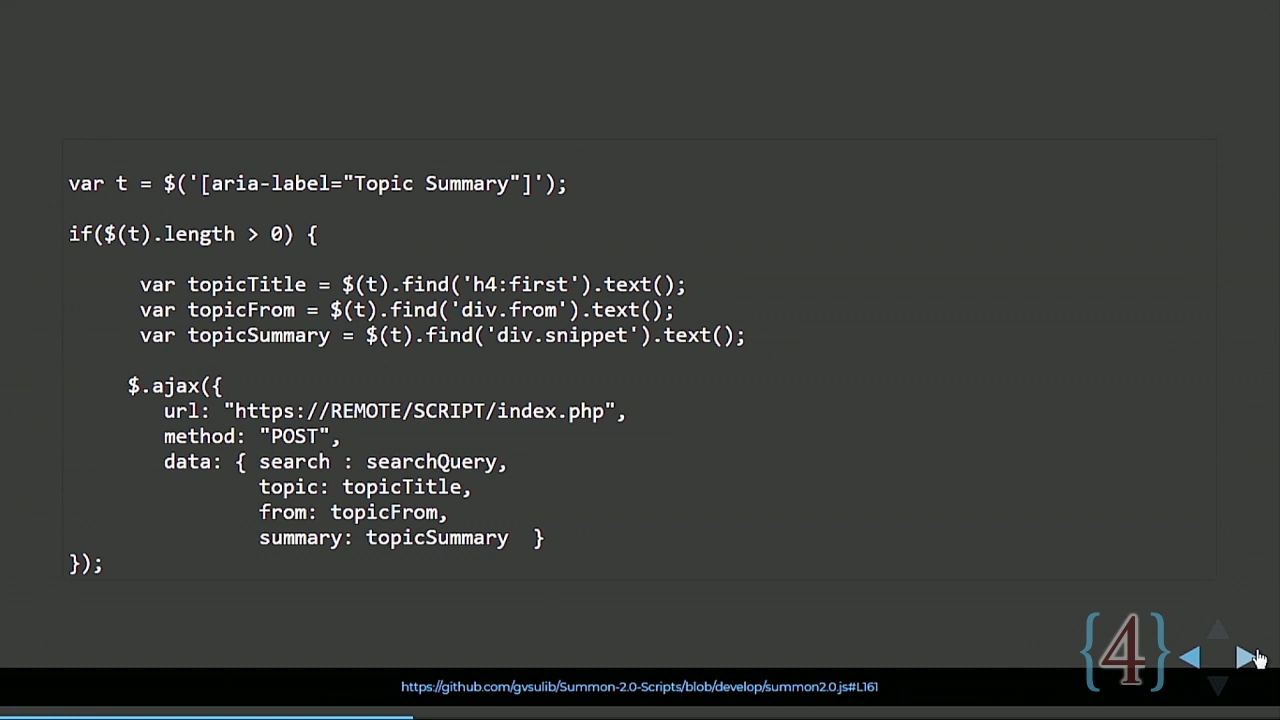 var t = $('[aria-label="Topic Summary"]');
if($(t).length > 0) {
var topicTitle = $(t).find('h4:first').text();
var topicFrom = $(t).find('div.from').text();
var topicSummary = $(t).find('div.snippet').text();
$.ajax({
url: "https://REMOTE/SCRIPT/index.php",
method: "POST",
data: { search : searchQuery,
topic: topicTitle,
from: topicFrom,
summary: topicSummary }
});
{4}
https://github.com/gvsulib/Summon-2.0-Scripts/blob/develop/summon2.0.js#L161